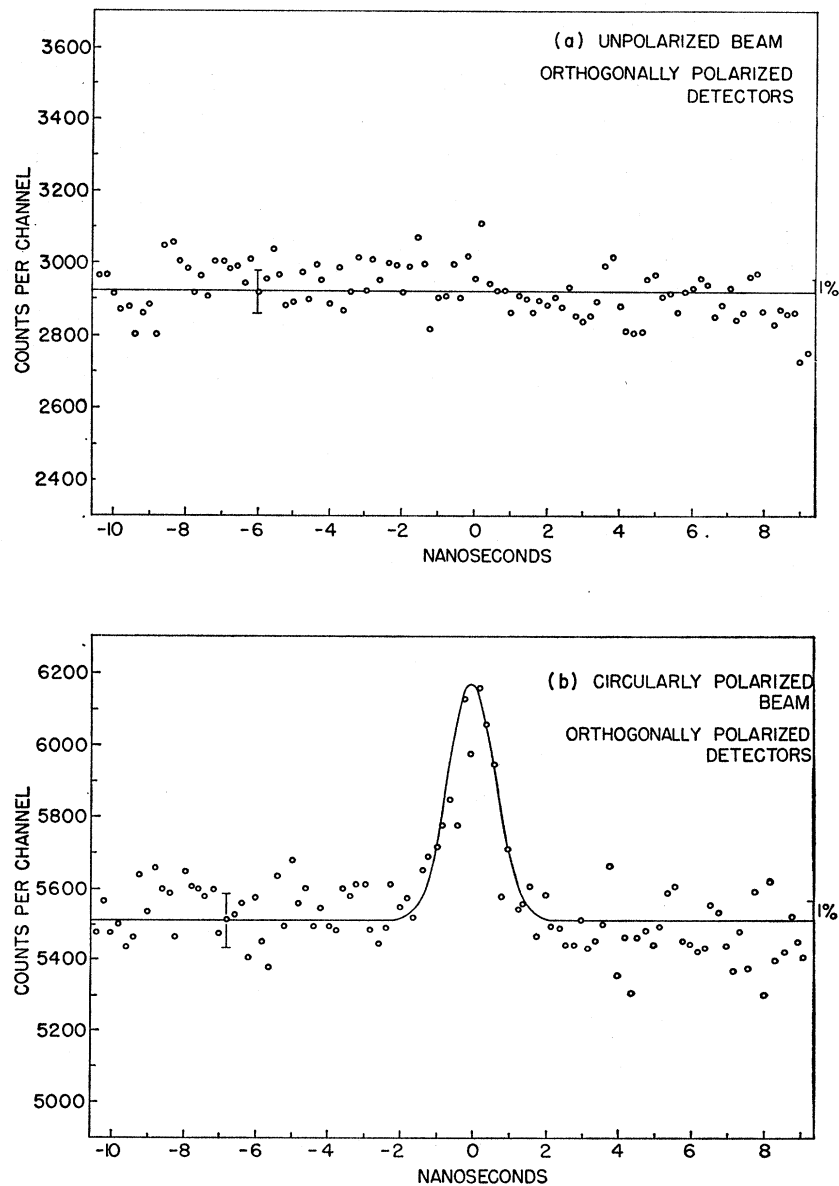 (a) UNPOLARIZED BEAM
ORTHOGONALLY POLARIZED
DETECTORS
COUNTS PER CHANNEL
3600
3400
3200
3000
2800
2600
2400
1%
-10 -8 -6 -4 -2 0 2 4 6 8
NANOSECONDS
(b) CIRCULARLY POLARIZED
BEAM
ORTHOGONALLY POLARIZED
DETECTORS
COUNTS PER CHANNEL
6200
6000
5800
5600
5400
5200
5000
1%
-10 -8 -6 -4 -2 0 2 4 6 8
NANOSECONDS